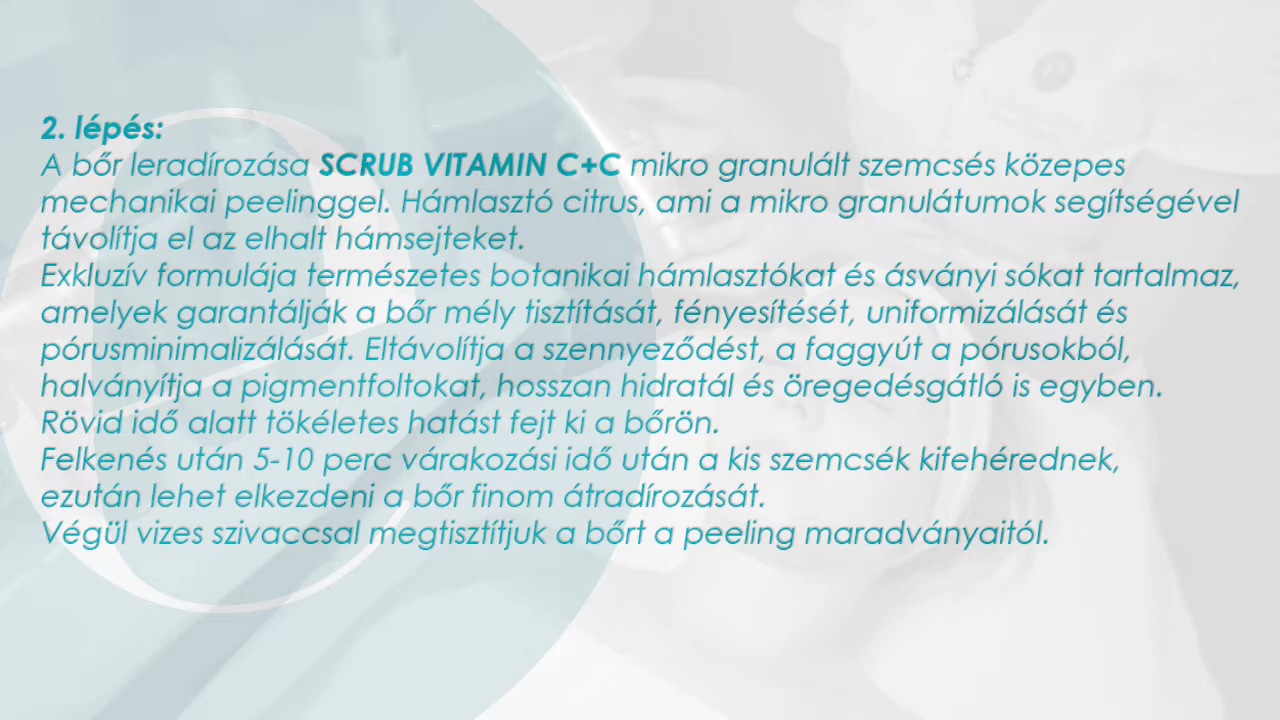 2. lépés:
A bőr leradírozása SCRUB VITAMIN C+C mikro granulált szemcsés közepes
mechanikai peelinggel. Hámlasztó citrus, ami a mikro granulátumok segítségével
távolítja el az elhalt hámsejteket.
Exkluzív formulája természetes botanikai hámlasztókat és ásványi sókat tartalmaz,
amelyek garantálják a bőr mély tisztítását, fényesítését, uniformizálását és
pórusminimalizálását. Eltávolítja a szennyeződést, a faggyút a pórusokból,
halványítja a pigmentfoltokat, hosszan hidratál és öregedésgátló is egyben.
Rövid idő alatt tökéletes hatást fejt ki a bőrön.
Felkenés után 5-10 perc várakozási idő után a kis szemcsék kifehérednek,
ezután lehet elkezdeni a bőr finom átradírozását.
Végül vizes szivaccsal megtisztítjuk a bőrt a peeling maradványaitól.